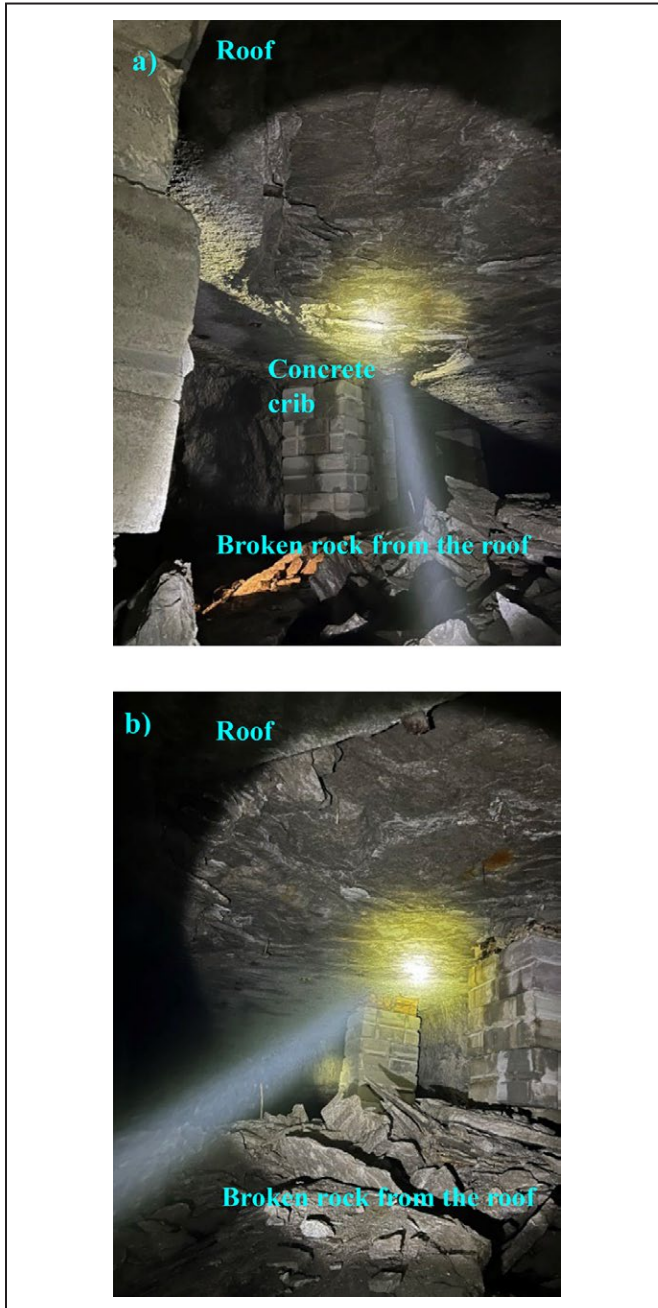 a)
Roof
Concrete
crib
Broken rock from the roof
b)
Roof
Broken rock from the roof